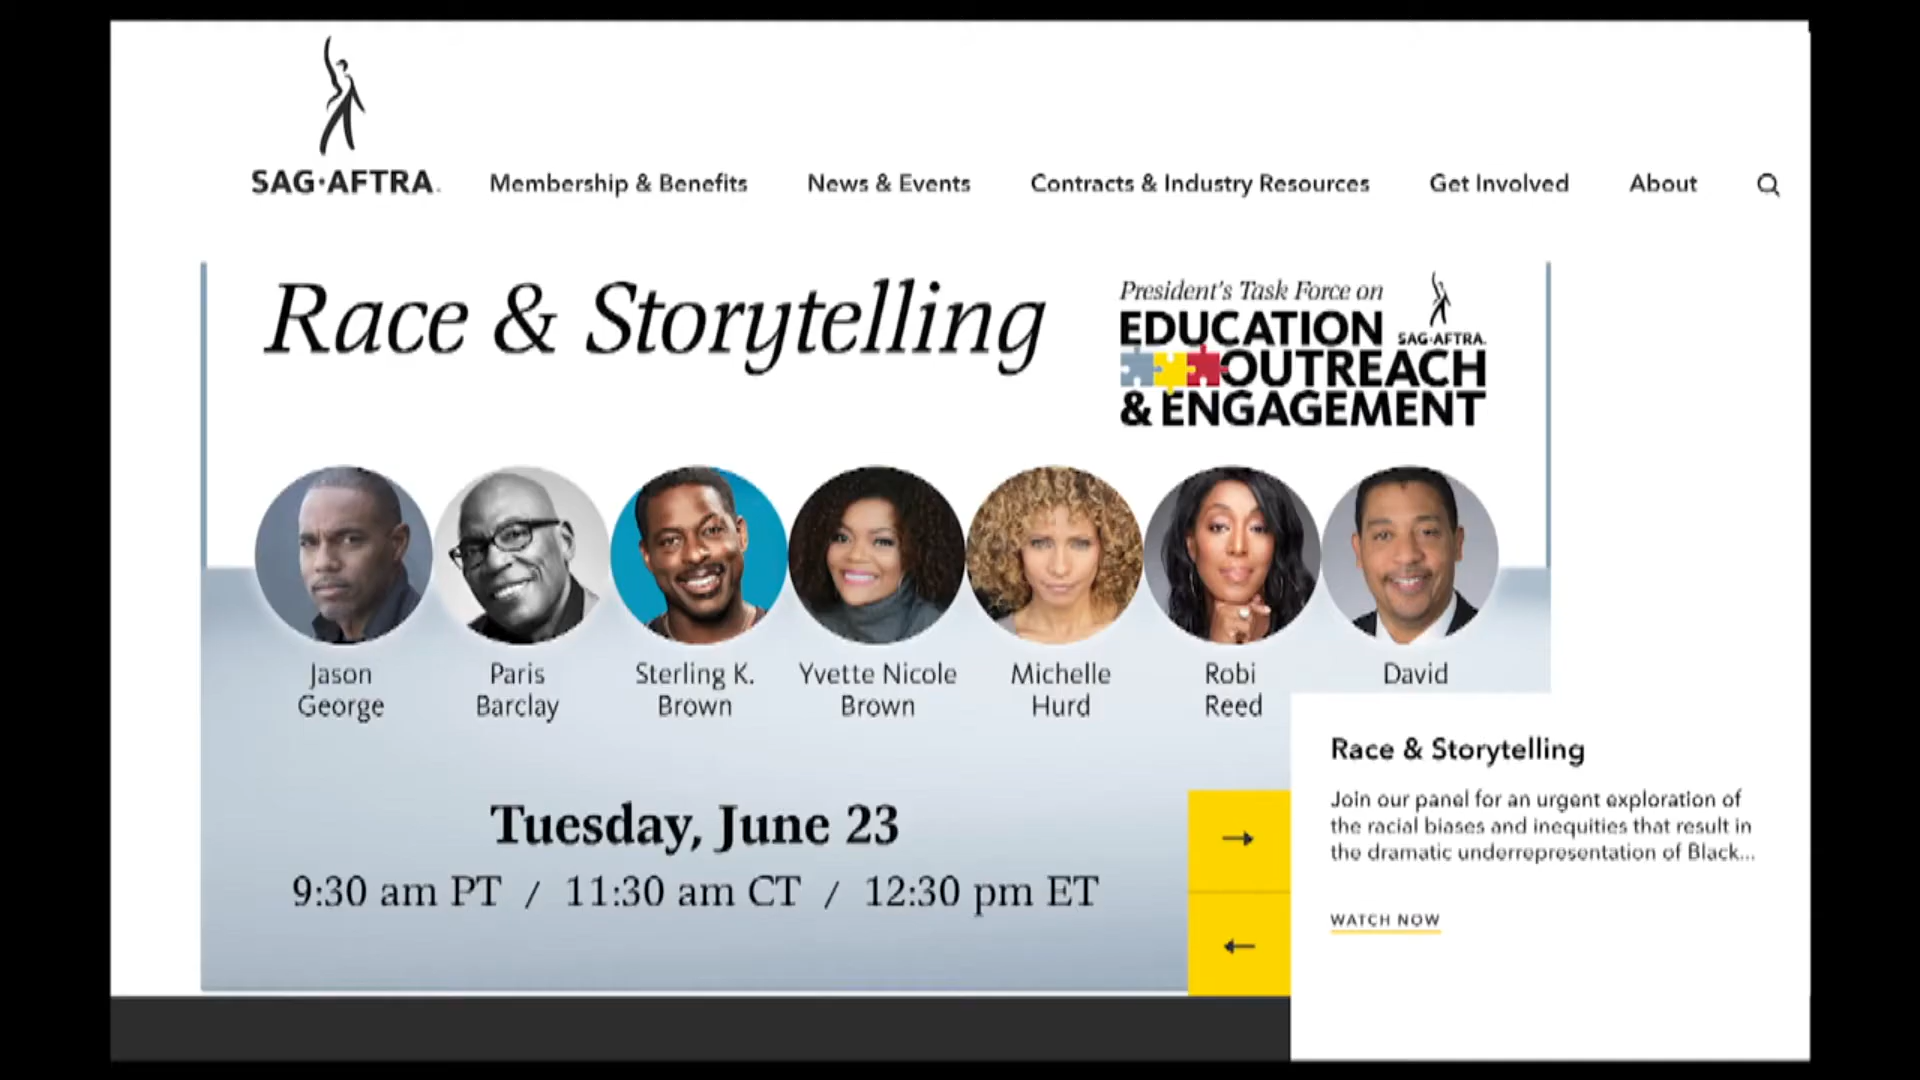 SAG·AFTRA.
Membership & Benefits
News & Events
Contracts & Industry Resources
Get Involved
About
Race & Storytelling
President's Task Force on
EDUCATION
SAG·AFTRA.
OUTREACH
& ENGAGEMENT
Jason
George
Paris
Barclay
Sterling K.
Brown
Yvette Nicole
Brown
Michelle
Hurd
Robi
Reed
David
Tuesday, June 23
9:30 am PT / 11:30 am CT / 12:30 pm ET
Race & Storytelling
Join our panel for an urgent exploration of
the racial biases and inequities that result in
the dramatic underrepresentation of Black...
WATCH NOW